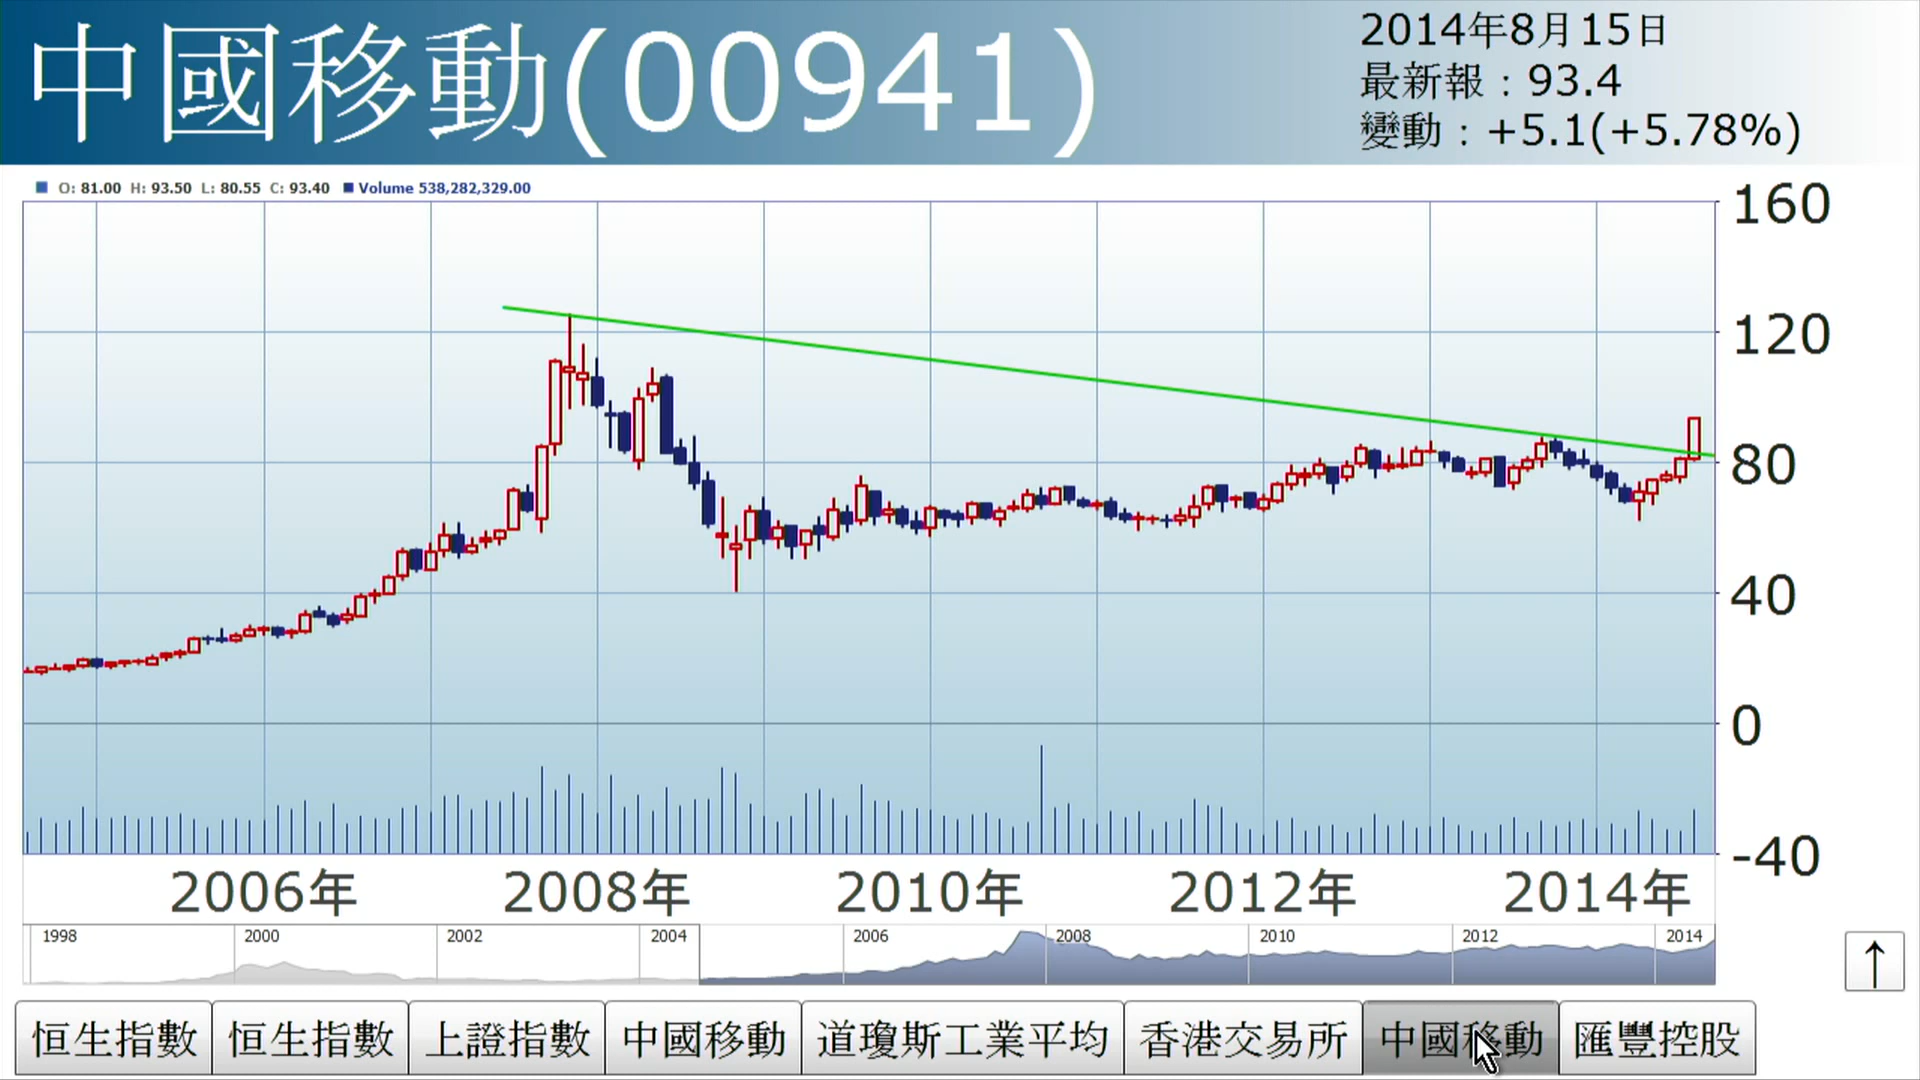 中國移動(00941)
2014年8月15日
最新報：93.4
變動：+5.1(+5.78%)
O: 81.00 H: 93.50 L: 80.55 C: 93.40 Volume 538,282,329.00
160
120
80
40
0
-40
2006年 2008年 2010年 2012年 2014年
1998 2000 2002 2004 2006 2008 2010 2012 2014
↑
恒生指數 恒生指數 上證指數 中國移動 道瓊斯工業平均 香港交易所 中國移動 匯豐控股